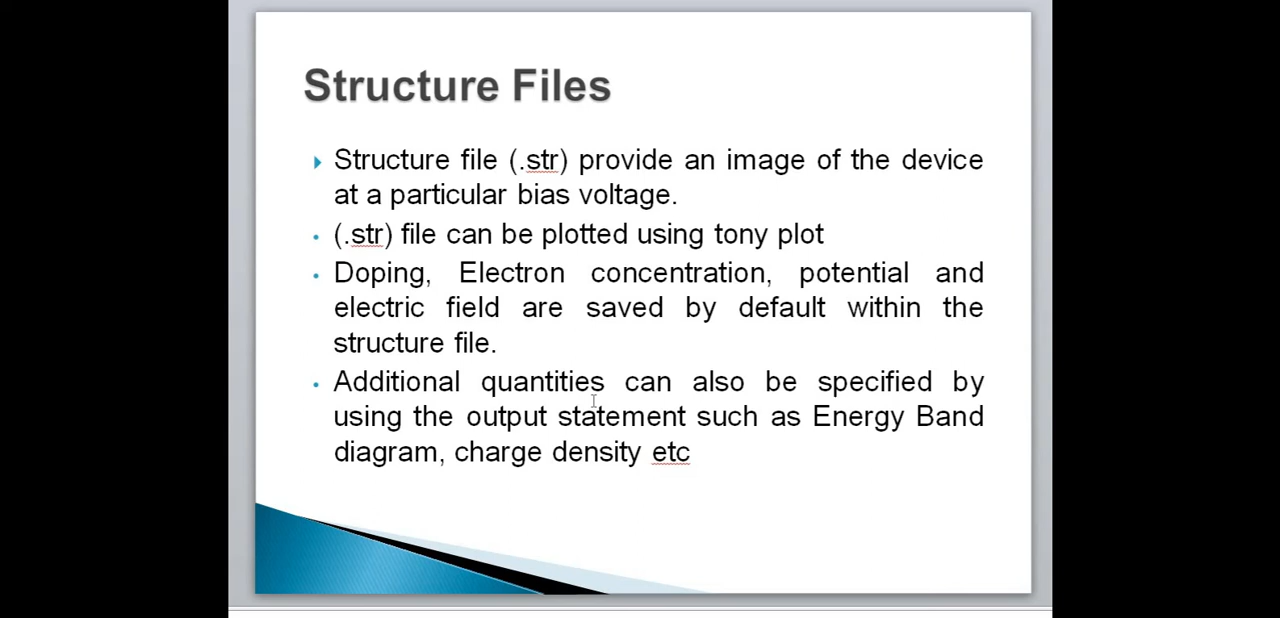 Structure Files
Structure file (.str) provide an image of the device
at a particular bias voltage.
(.str) file can be plotted using tony plot
Doping, Electron concentration, potential and
electric field are saved by default within the
structure file.
Additional quantities can also be specified by
using the output statement such as Energy Band
diagram, charge density etc